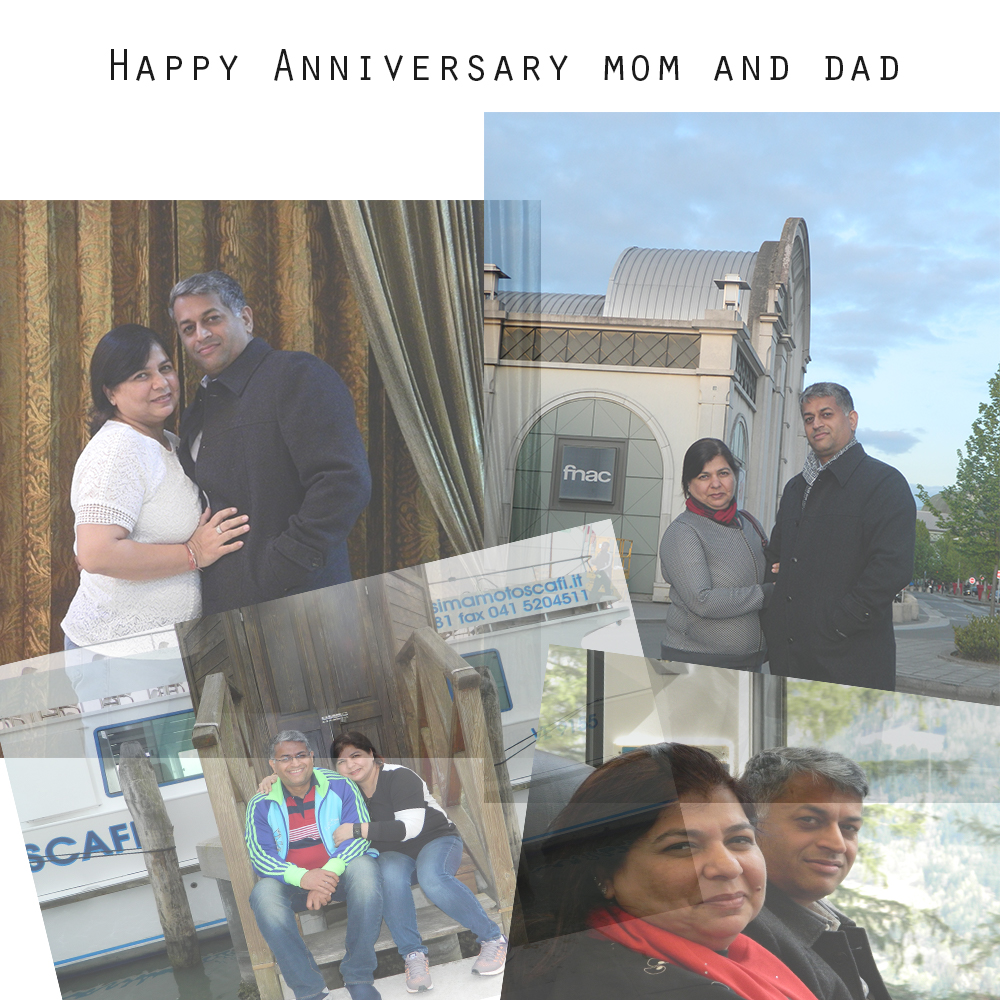 Happy Anniversary mom and dad
fnac
simamotoscafi.it
81 fax 041 5204511
SCAFI